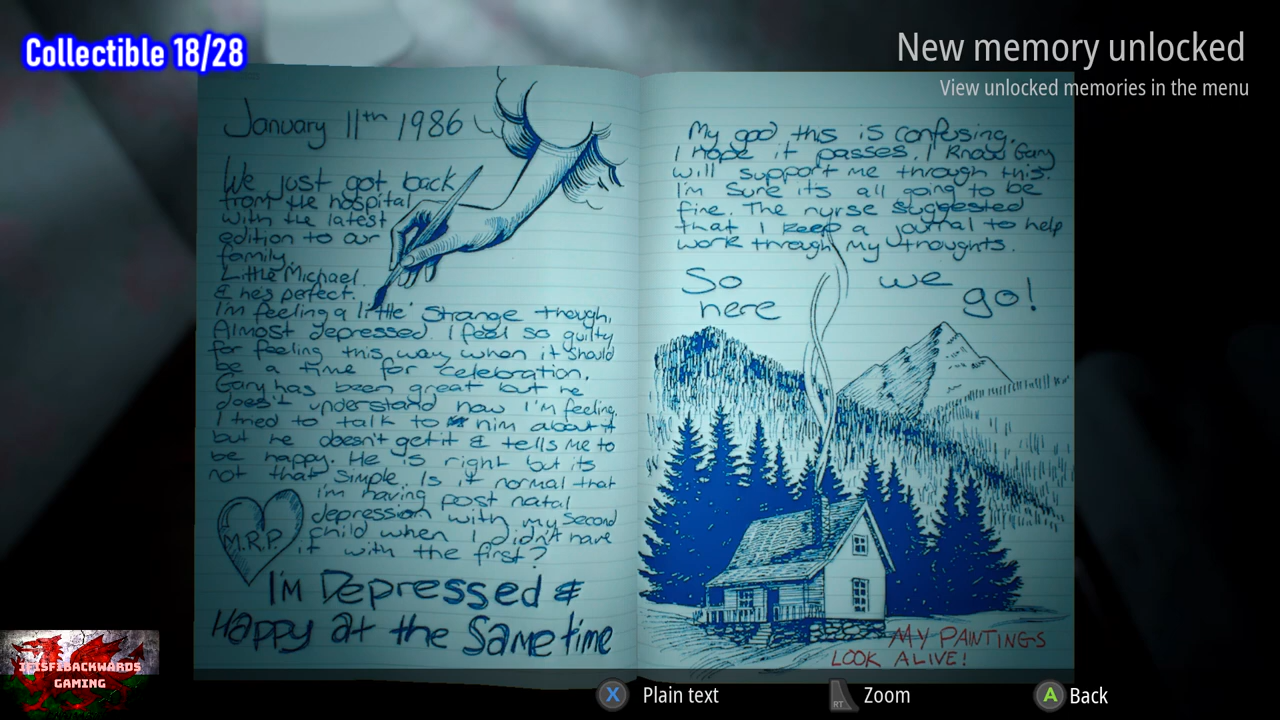 Collectible 18/28
New memory unlocked
View unlocked memories in the menu
January 11th 1986
We just got back
from the hospital
with the latest
edition to our
family.
Little Michael
& he's perfect.
I'm feeling a 'little' strange though,
Almost depressed I feel so guilty
for feeling this way when it should
be a time for celebration.
Gary has been great but he
doesn't understand how I'm feeling.
I tried to talk to him about it
but he doesn't get it & tells me to
be happy. He is right but its
not that simple. Is it normal that
i'm having post natal
depression with my second
child when I didn't have
it with the first?
M.R.P.
I'm Depressed &
Happy at the Same time
My god this is confusing.
I hope it passes. I know Gary
will support me through this.
I'm sure its all going to be
fine. The nurse suggested
that I keep a journal to help
work through my thoughts.
So we
here go!
MY PAINTINGS
LOOK ALIVE!
IFISFIBACKWARDS
GAMING
X Plain text
RT Zoom
A Back